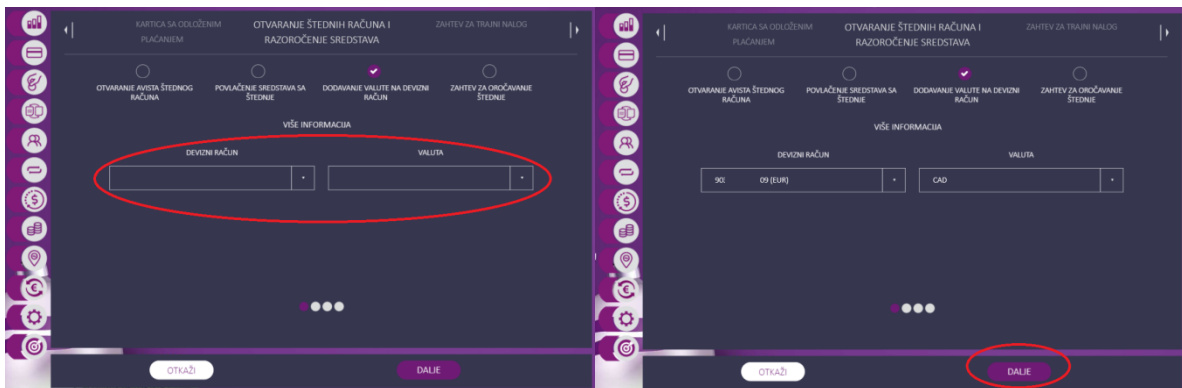 KARTICA SA ODLOŽENIM
PLAĆANJEM
OTVARANJE ŠTEDNIH RAČUNA I
RAZOROČENJE SREDSTAVA
ZAHTEV ZA TRAJNI NALOG
OTVARANJE AVISTA ŠTEDNOG
RAČUNA
POVLAČENJE SREDSTAVA SA
ŠTEDNJE
DODAVANJE VALUTE NA DEVIZNI
RAČUN
ZAHTEV ZA OROČAVANJE
ŠTEDNJE
VIŠE INFORMACIJA
DEVIZNI RAČUN
VALUTA
OTKAŽI
DALJE
KARTICA SA ODLOŽENIM
PLAĆANJEM
OTVARANJE ŠTEDNIH RAČUNA I
RAZOROČENJE SREDSTAVA
ZAHTEV ZA TRAJNI NALOG
OTVARANJE AVISTA ŠTEDNOG
RAČUNA
POVLAČENJE SREDSTAVA SA
ŠTEDNJE
DODAVANJE VALUTE NA DEVIZNI
RAČUN
ZAHTEV ZA OROČAVANJE
ŠTEDNJE
VIŠE INFORMACIJA
DEVIZNI RAČUN
VALUTA
09 (EUR)
CAD
OTKAŽI
DALJE